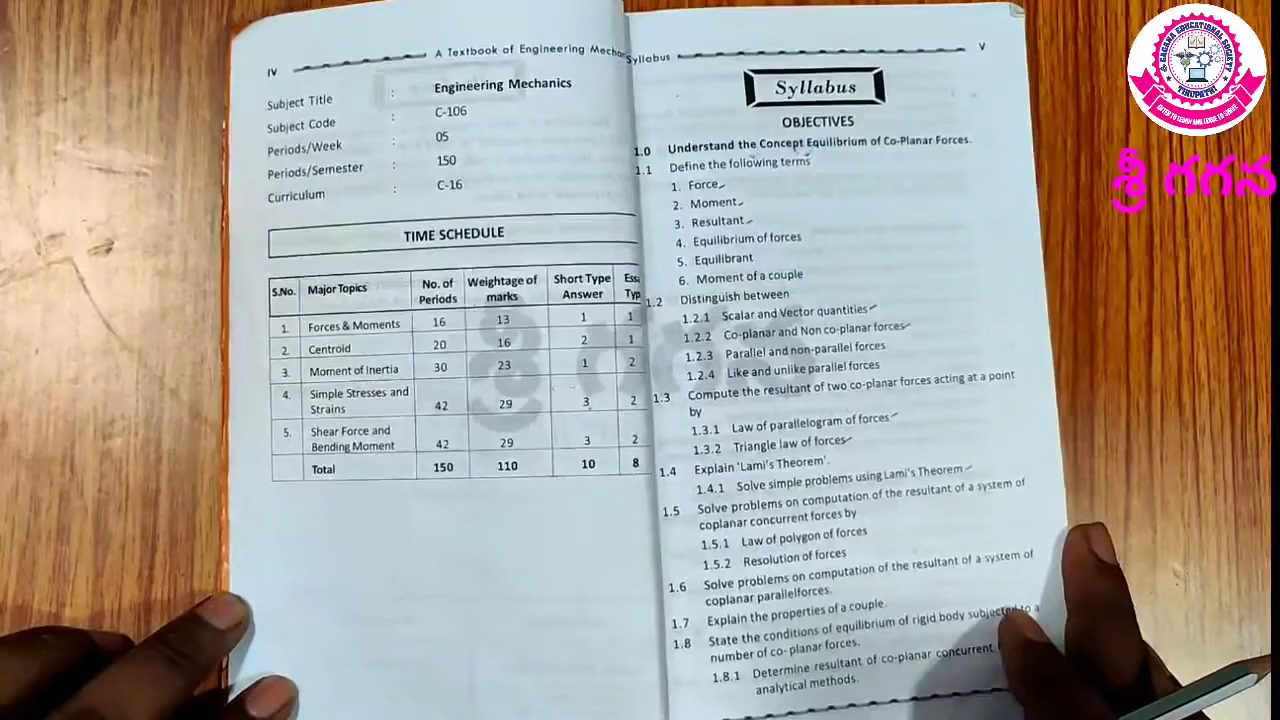 IV
A Textbook of Engineering
Subject Title : Engineering Mechanics
Subject Code : C-106
Periods/Week : 05
Periods/Semester : 150
Curriculum : C-16
TIME SCHEDULE
S.No. Major Topics No. of Periods Weightage of marks Short Type Answer
1. Forces & Moments 16 13 1 1
2. Centroid 20 16 2 1
3. Moment of Inertia 30 23 1 2
4. Simple Stresses and Strains 42 29 3 2
5. Shear Force and Bending Moment 42 29 3 2
Total 150 110 10 8
Syllabus
V
Syllabus
OBJECTIVES
1.0 Understand the Concept Equilibrium of Co-Planar Forces.
1.1 Define the following terms
1. Force
2. Moment
3. Resultant
4. Equilibrium of forces
5. Equilibrant
6. Moment of a couple
1.2 Distinguish between
1.2.1 Scalar and Vector quantities
1.2.2 Co-planar and Non co-planar forces
1.2.3 Parallel and non-parallel forces
1.2.4 Like and unlike parallel forces
1.3 Compute the resultant of two co-planar forces acting at a point
by
1.3.1 Law of parallelogram of forces
1.3.2 Triangle law of forces
1.4 Explain 'Lami's Theorem'.
1.4.1 Solve simple problems using Lami's Theorem
1.5 Solve problems on computation of the resultant of a system of
coplanar concurrent forces by
1.5.1 Law of polygon of forces
1.5.2 Resolution of forces
1.6 Solve problems on computation of the resultant of a system of
coplanar parallelforces.
1.7 Explain the properties of a couple.
1.8 State the conditions of equilibrium of rigid body subjected to a
number of co-planar forces.
1.8.1 Determine resultant of co-planar concurrent
analytical methods.
SRI GAGANA EDUCATIONAL SOCIETY
TIRUPATHI
ENTER TO LEARN AND LEAVE TO SERVE
శ్రీ గగన
శ్రీ గగన